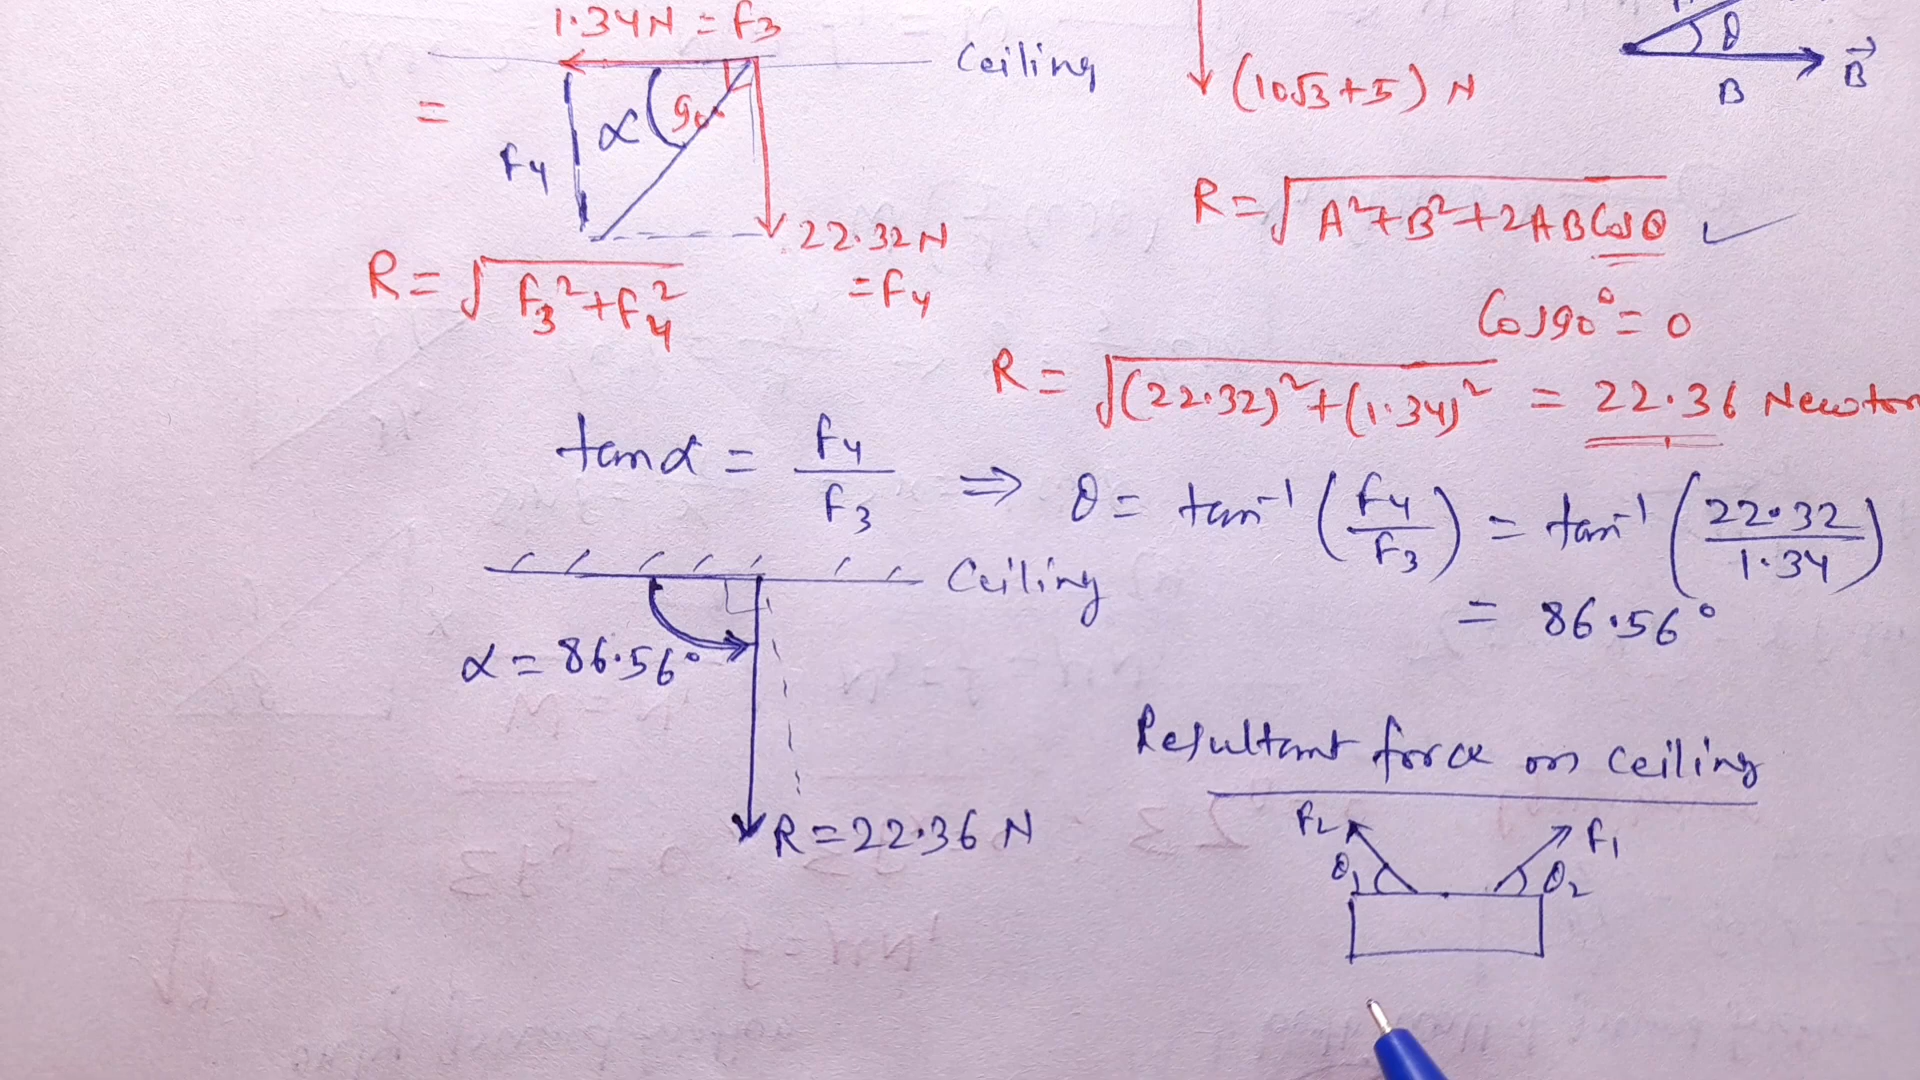 1.34N = F3
Ceiling
=
F4
α
90°
22.32N
= F4
R = √(F3² + F4²)
(10√3+5) N
θ
B
B⃗
R = √(A²+B²+2ABCosθ) ✓
Cos90° = 0
R = √((22.32)²+(1.34)²) = 22.36 Newton
tanα = F4/F3 ⇒ θ = tan⁻¹(F4/F3) = tan⁻¹(22.32/1.34)
= 86.56°
Ceiling
α = 86.56°
R = 22.36 N
Resultant force on ceiling
F2
F1
θ1
θ2